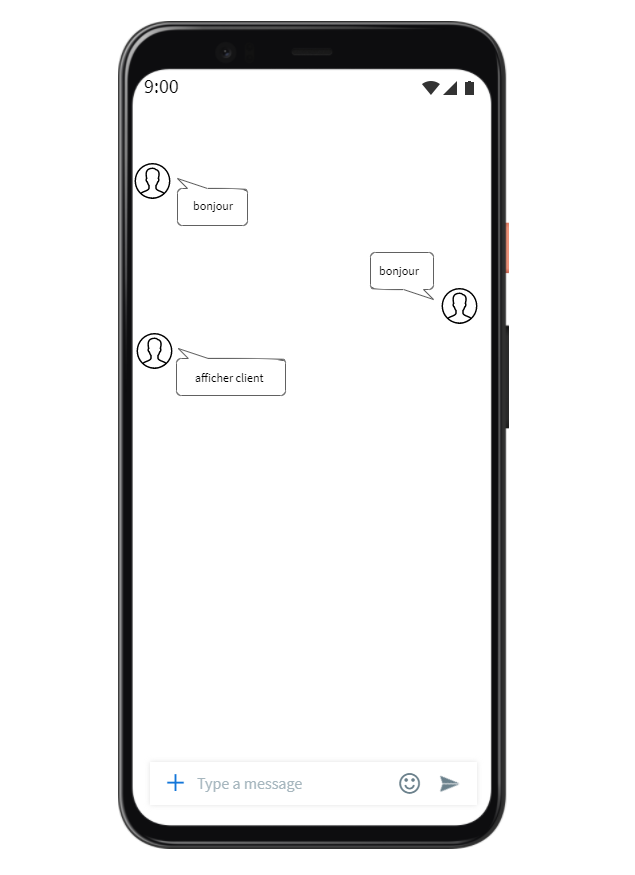 9:00
bonjour
bonjour
afficher client
Type a message